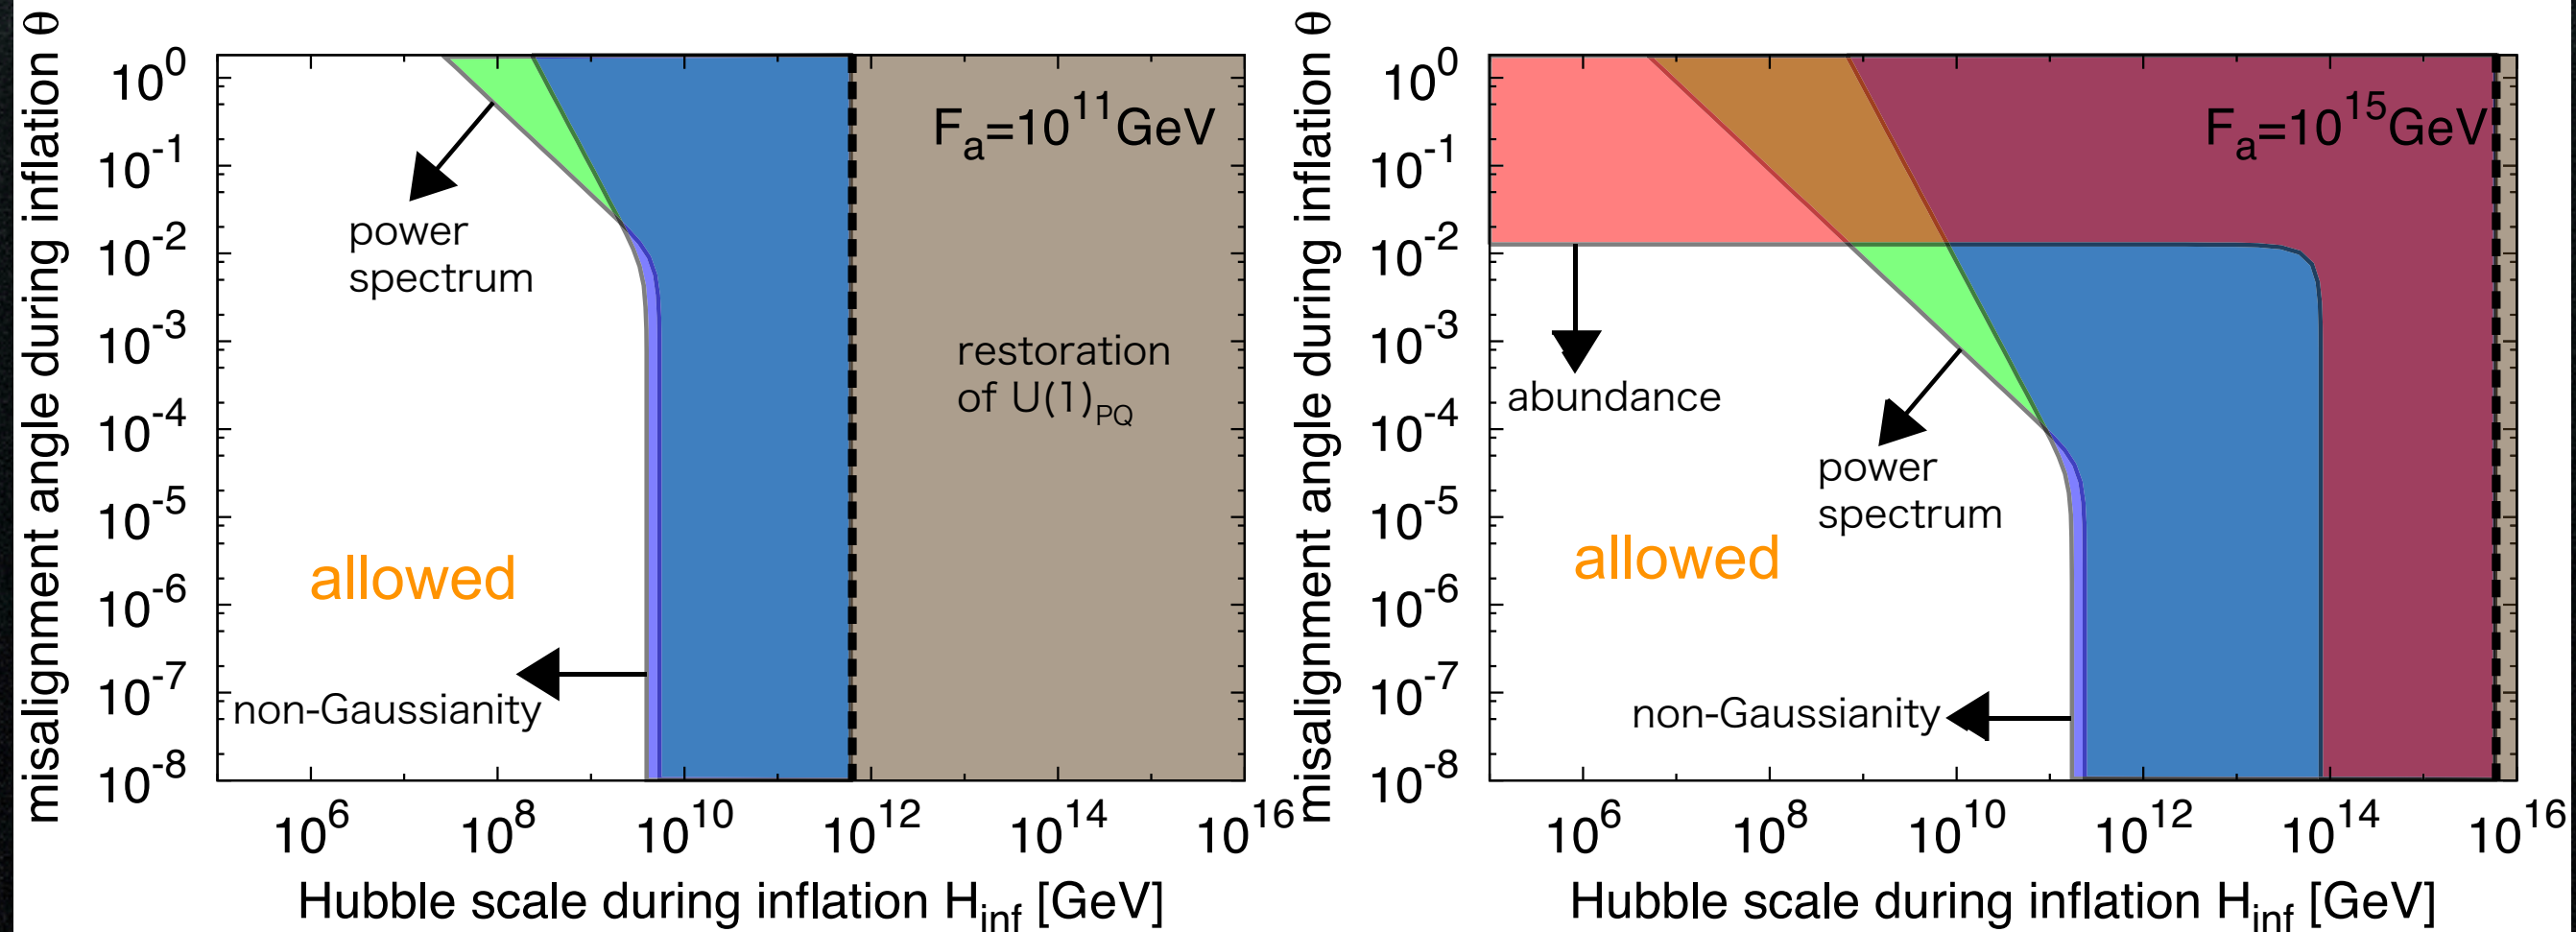 misalignment angle during inflation θ
10^0
10^-1
10^-2
10^-3
10^-4
10^-5
10^-6
10^-7
10^-8
F_a=10^11GeV
power
spectrum
restoration
of U(1)_PQ
allowed
non-Gaussianity
10^6
10^8
10^10
10^12
10^14
10^16
Hubble scale during inflation H_inf [GeV]
misalignment angle during inflation θ
10^0
10^-1
10^-2
10^-3
10^-4
10^-5
10^-6
10^-7
10^-8
F_a=10^15GeV
abundance
power
spectrum
allowed
non-Gaussianity
10^6
10^8
10^10
10^12
10^14
10^16
Hubble scale during inflation H_inf [GeV]